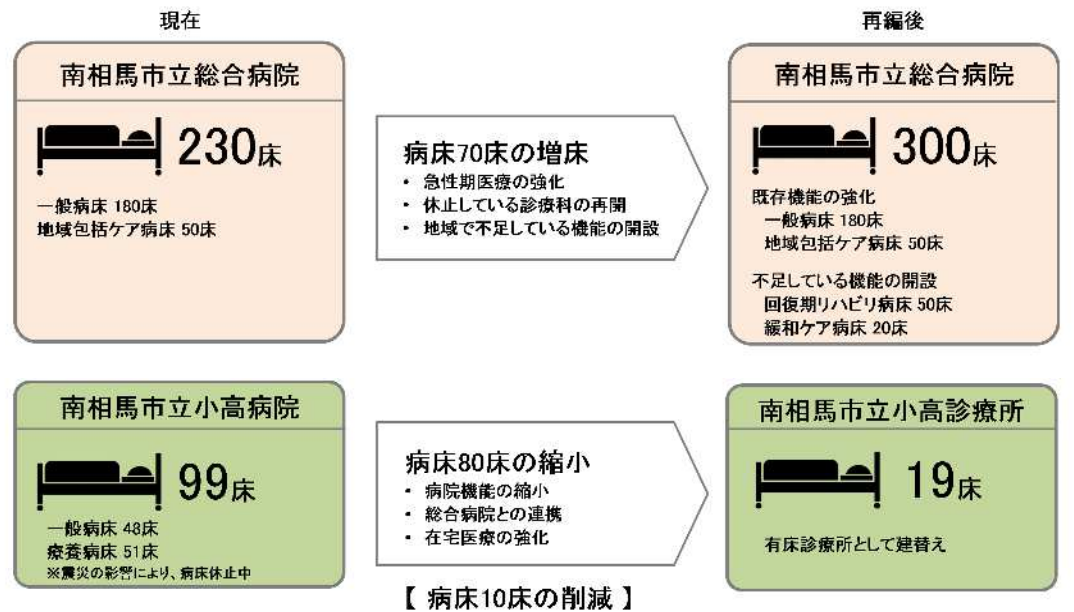 現在
南相馬市立総合病院
230床
一般病床 180床
地域包括ケア病床 50床
病床70床の増床
・ 急性期医療の強化
・ 休止している診療科の再開
・ 地域で不足している機能の開設
再編後
南相馬市立総合病院
300床
既存機能の強化
一般病床 180床
地域包括ケア病床 50床
不足している機能の開設
回復期リハビリ病床 50床
緩和ケア病床 20床
南相馬市立小高病院
99床
一般病床 48床
療養病床 51床
※震災の影響により、病床休止中
病床80床の縮小
・ 病院機能の縮小
・ 総合病院との連携
・ 在宅医療の強化
南相馬市立小高診療所
19床
有床診療所として建替え
【 病床10床の削減 】